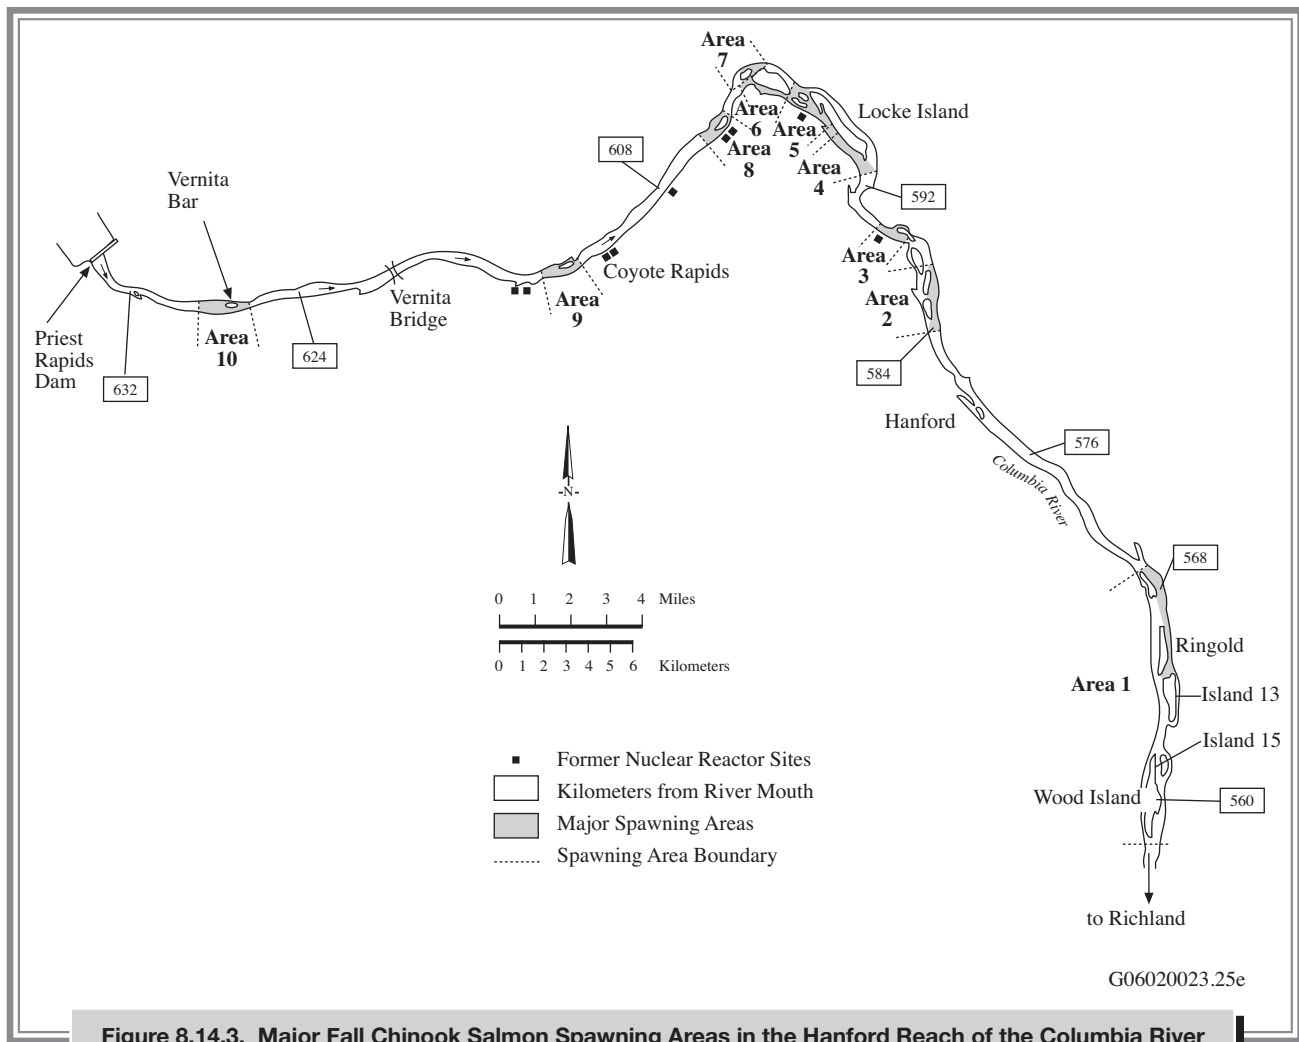 Area
7
Locke Island
Area
6
Area
5
Area
8
Area
4
608
592
Vernita
Bar
Area
3
Coyote Rapids
Area
2
Vernita
Bridge
Area
9
Priest
Rapids
Dam
Area
10
624
632
584
Hanford
576
Columbia River
-N-
568
0 1 2 3 4 Miles
0 1 2 3 4 5 6 Kilometers
Ringold
Area 1
Island 13
Island 15
Wood Island
560
Former Nuclear Reactor Sites
Kilometers from River Mouth
Major Spawning Areas
Spawning Area Boundary
to Richland
G06020023.25e
Figure 8.14.3. Major Fall Chinook Salmon Spawning Areas in the Hanford Reach of the Columbia River